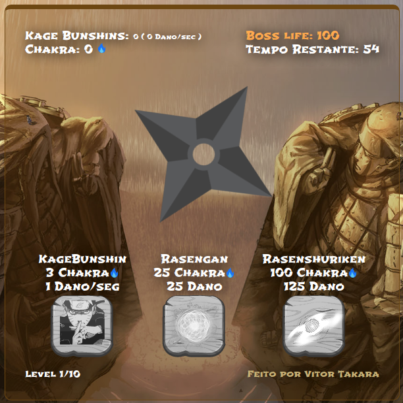 Kage Bunshins: 0 ( 0 Dano/sec )
Chakra: 0
Boss life: 100
Tempo Restante: 54
KageBunshin
3 Chakra
1 Dano/seg
Rasengan
25 Chakra
25 Dano
Rasenshuriken
100 Chakra
125 Dano
Level 1/10
Feito por Vitor Takara